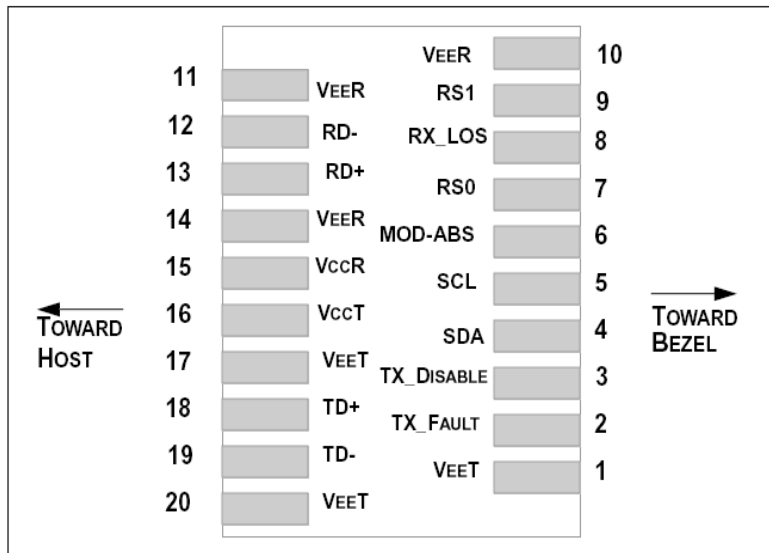 11 VEER
12 RD-
13 RD+
14 VEER
15 VCCR
16 VCCT
17 VEET
18 TD+
19 TD-
20 VEET
VEER 10
RS1 9
RX_LOS 8
RS0 7
MOD-ABS 6
SCL 5
SDA 4
TX_DISABLE 3
TX_FAULT 2
VEET 1
TOWARD
HOST
TOWARD
BEZEL